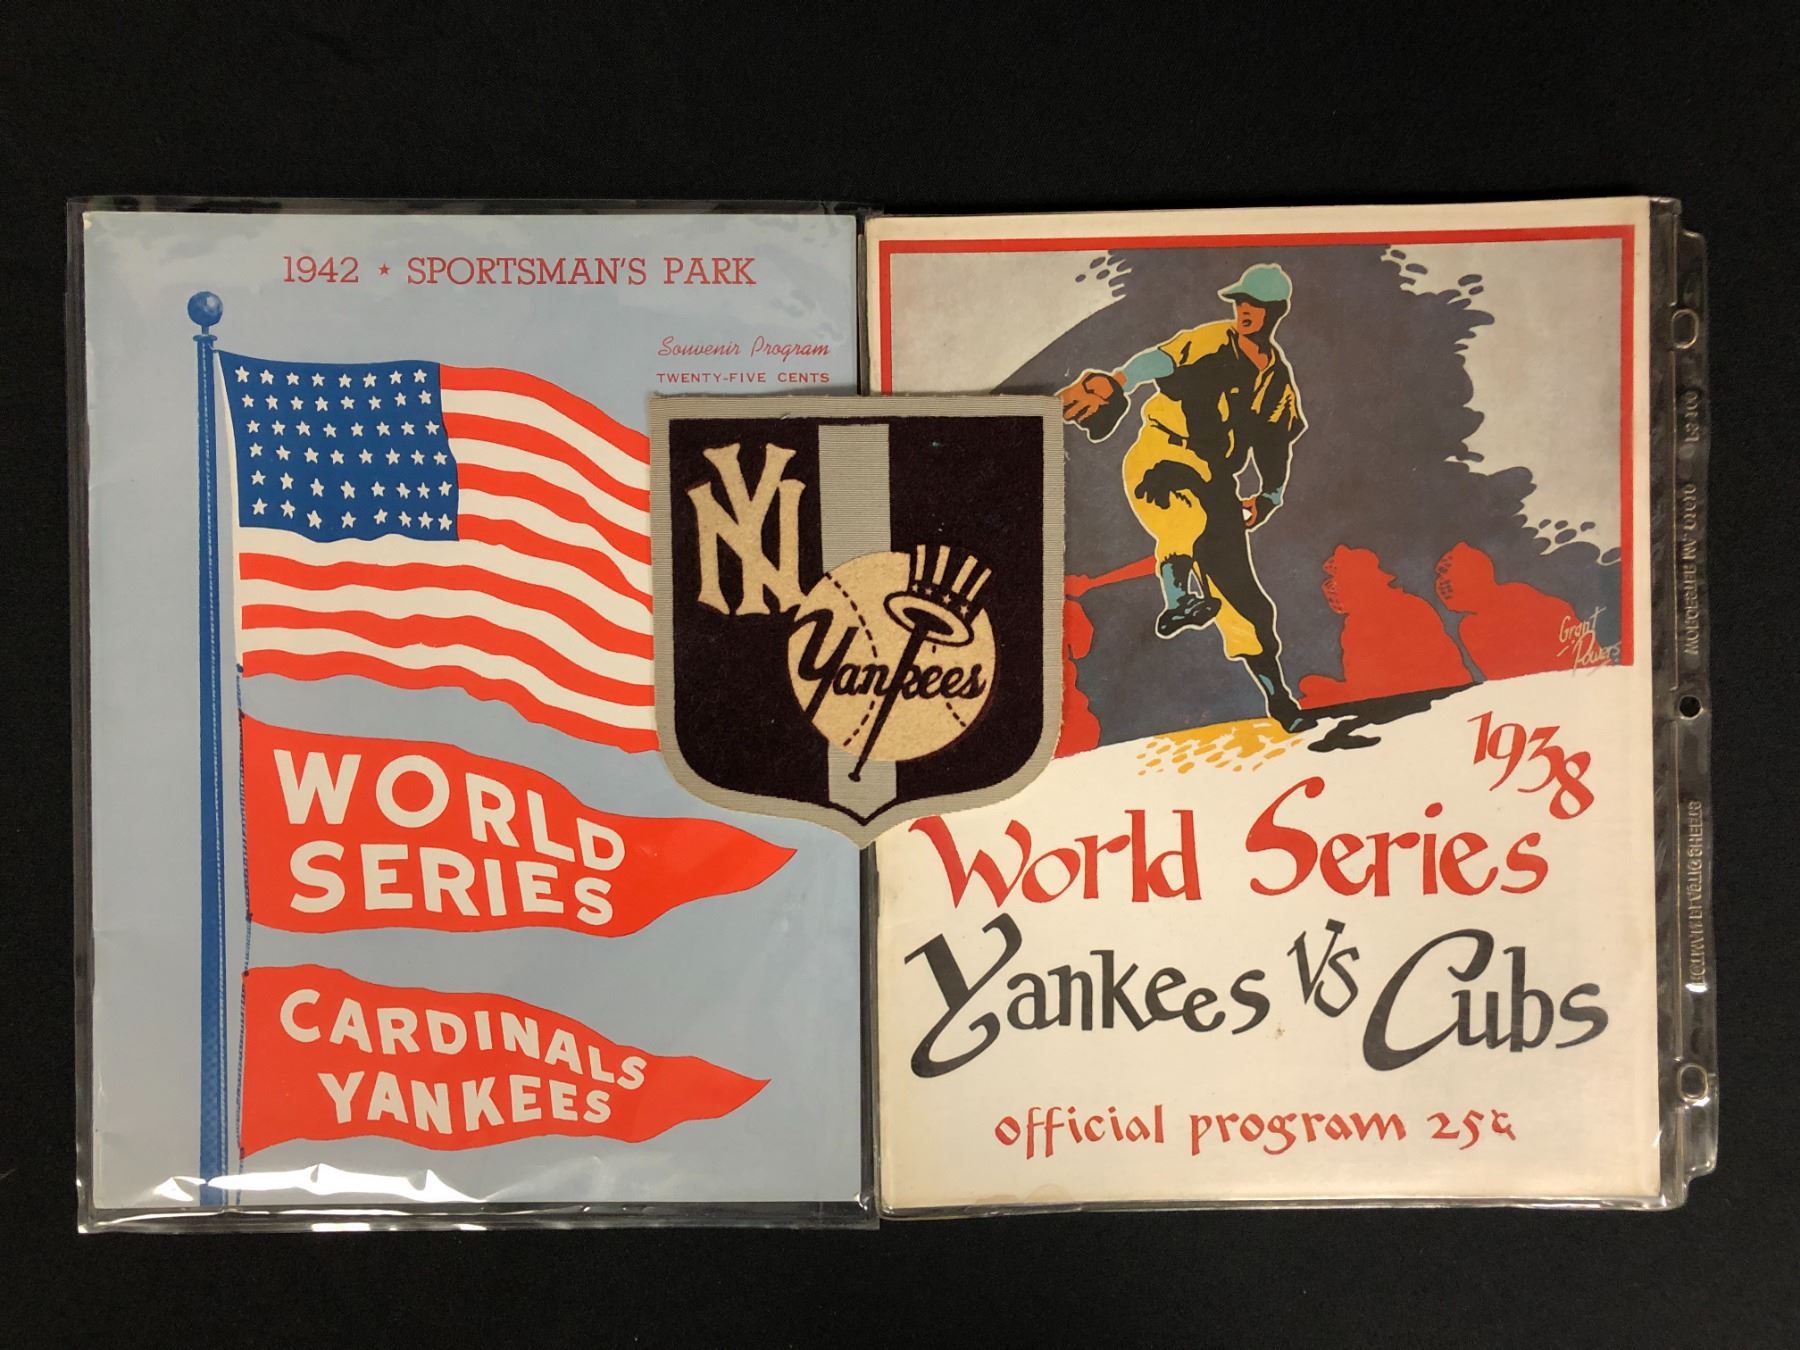 1942 ★ SPORTSMAN'S PARK
Souvenir Program
TWENTY-FIVE CENTS
WORLD
SERIES
CARDINALS
YANKEES
NY
Yankees
Grant
Powers
1938
World Series
Yankees vs Cubs
official program 25¢